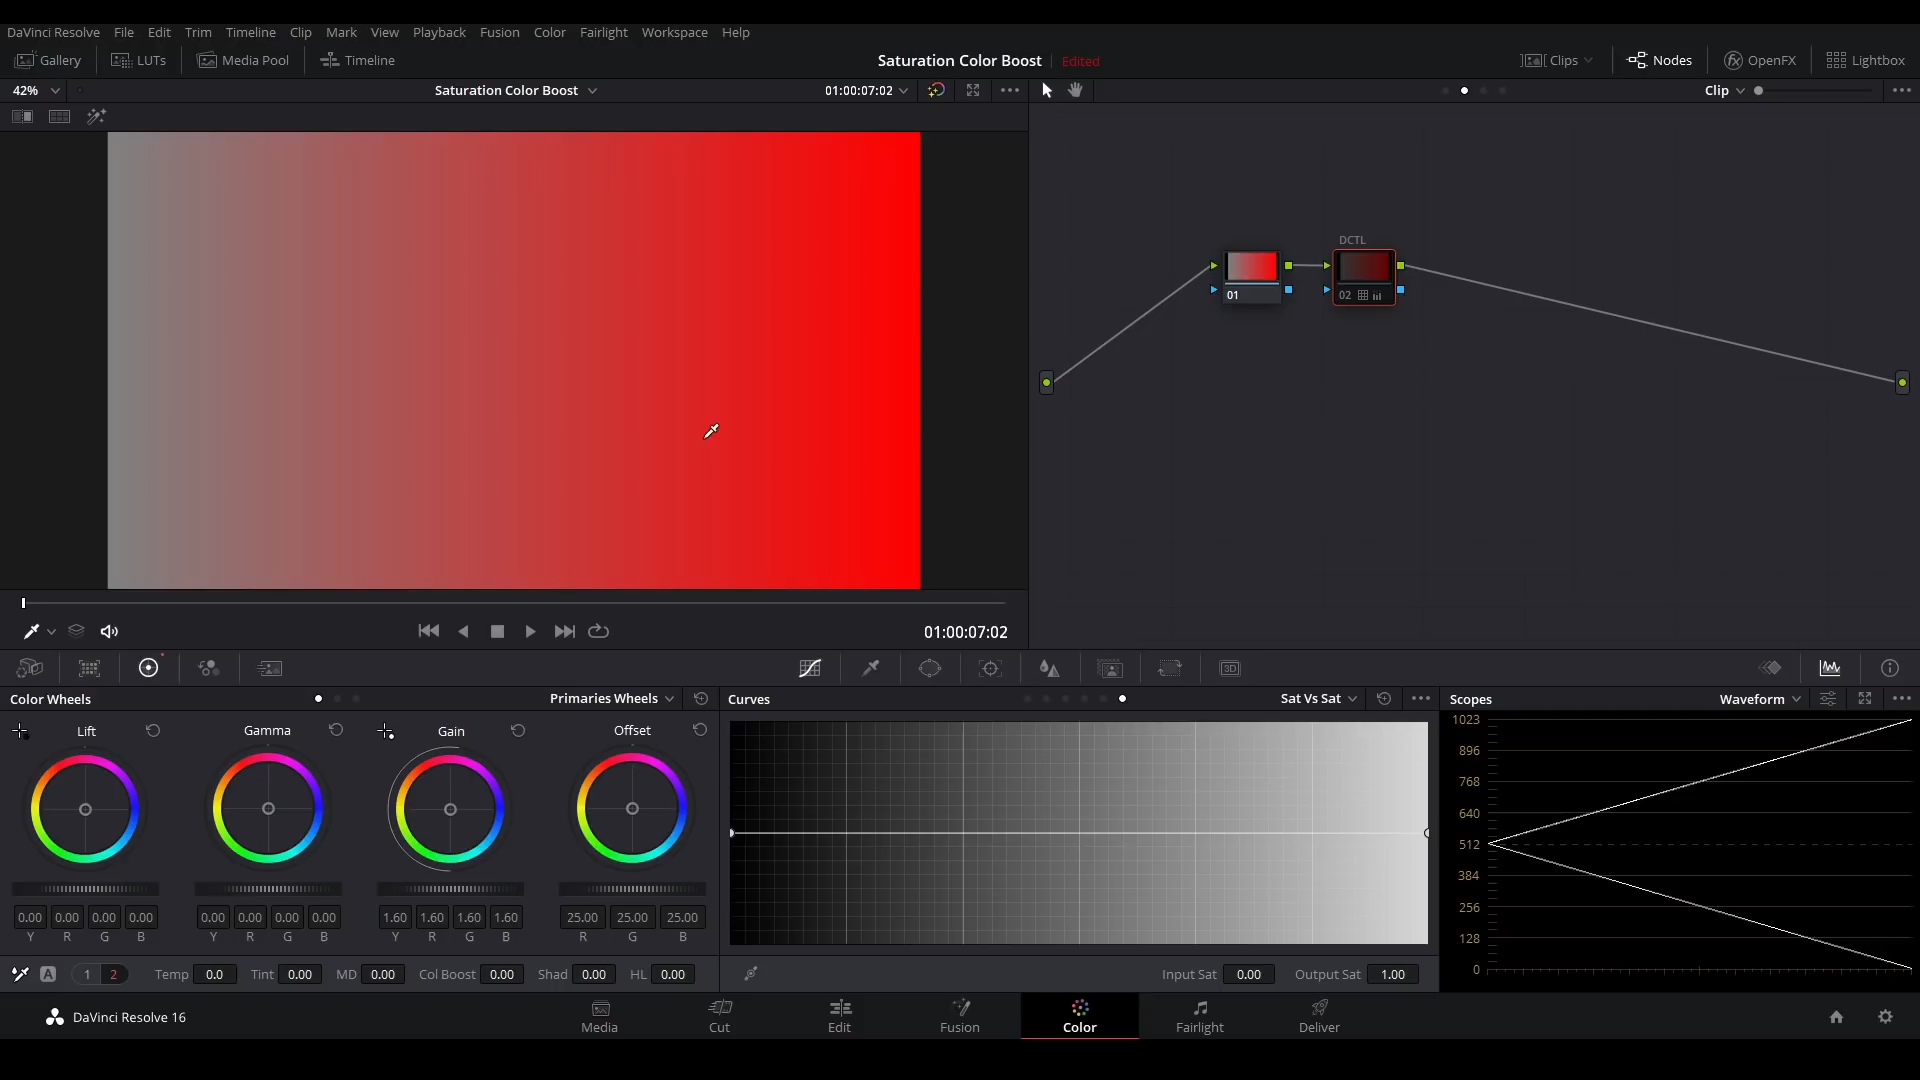 DaVinci Resolve File Edit Trim Timeline Clip Mark View Playback Fusion Color Fairlight Workspace Help
Gallery LUTs Media Pool Timeline Saturation Color Boost Edited Clips Nodes OpenFX Lightbox
42% Saturation Color Boost 01:00:07:02 Clip
DCTL
01 02
01:00:07:02
3D
Color Wheels Primaries Wheels Curves Sat Vs Sat Scopes Waveform
Lift Gamma Gain Offset
1023
896
768
640
512
384
256
128
0
0.00 0.00 0.00 0.00 0.00 0.00 0.00 0.00 1.60 1.60 1.60 1.60 25.00 25.00 25.00
Y R G B Y R G B Y R G B R G B
A 1 2 Temp 0.0 Tint 0.00 MD 0.00 Col Boost 0.00 Shad 0.00 HL 0.00 Input Sat 0.00 Output Sat 1.00
DaVinci Resolve 16 Media Cut Edit Fusion Color Fairlight Deliver